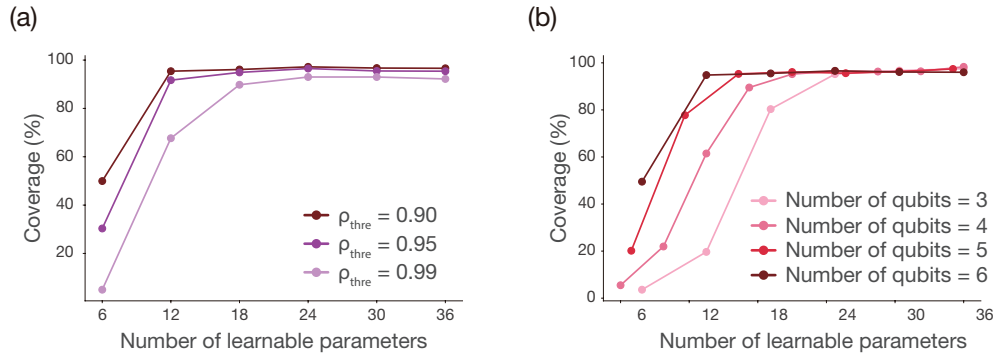 (a)
Coverage (%)
100
80
60
40
20
6
12
18
24
30
36
Number of learnable parameters
ρthre = 0.90
ρthre = 0.95
ρthre = 0.99
(b)
Coverage (%)
100
80
60
40
20
0
6
12
18
24
30
36
Number of learnable parameters
Number of qubits = 3
Number of qubits = 4
Number of qubits = 5
Number of qubits = 6